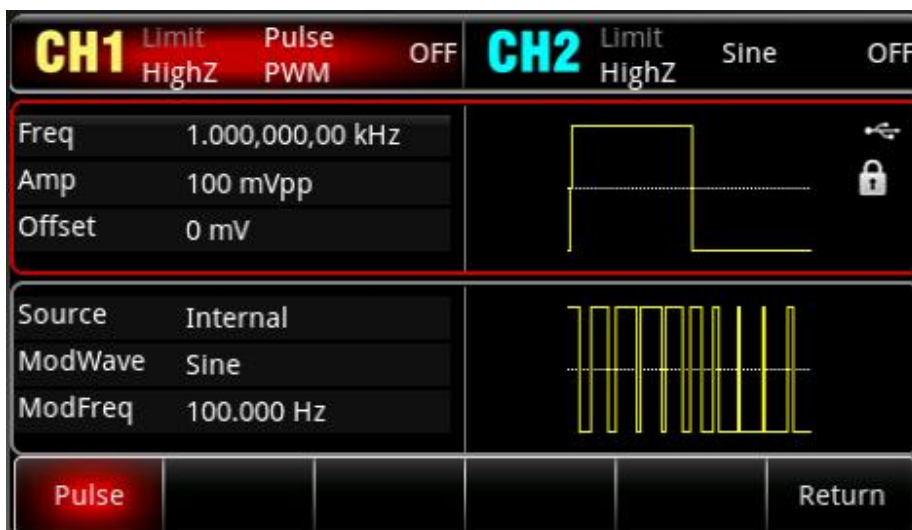 CH1 Limit Pulse OFF CH2 Limit Sine OFF
HighZ PWM HighZ
Freq 1.000,000,00 kHz
Amp 100 mVpp
Offset 0 mV
Source Internal
ModWave Sine
ModFreq 100.000 Hz
Pulse Return